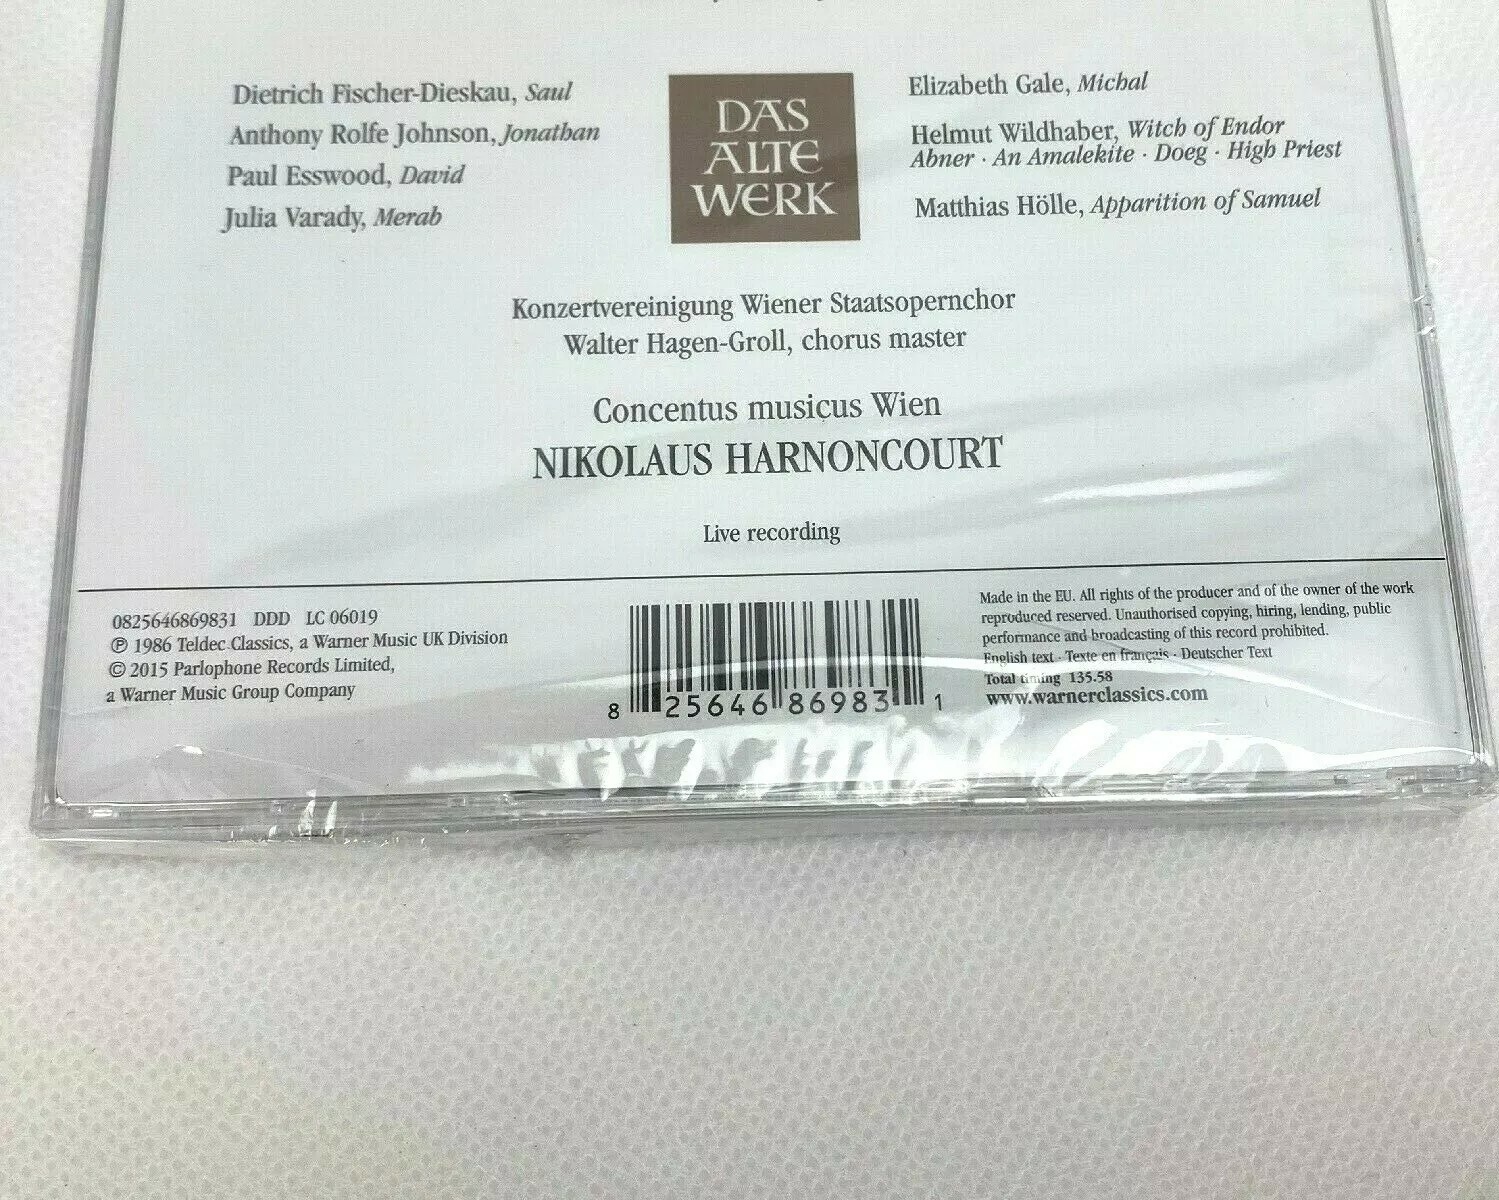 Dietrich Fischer-Dieskau, Saul
Anthony Rolfe Johnson, Jonathan
Paul Esswood, David
Julia Varady, Merab
DAS
ALTE
WERK
Elizabeth Gale, Michal
Helmut Wildhaber, Witch of Endor
Abner · An Amalekite · Doeg · High Priest
Matthias Hölle, Apparition of Samuel
Konzertvereinigung Wiener Staatsopernchor
Walter Hagen-Groll, chorus master
Concentus musicus Wien
NIKOLAUS HARNONCOURT
Live recording
0825646869831 DDD LC 06019
℗ 1986 Teldec Classics, a Warner Music UK Division
© 2015 Parlophone Records Limited,
a Warner Music Group Company
8 25646 86983 1
Made in the EU. All rights of the producer and of the owner of the work
reproduced reserved. Unauthorised copying, hiring, lending, public
performance and broadcasting of this record prohibited.
English text · Texte en français · Deutscher Text
Total timing 135.58
www.warnerclassics.com